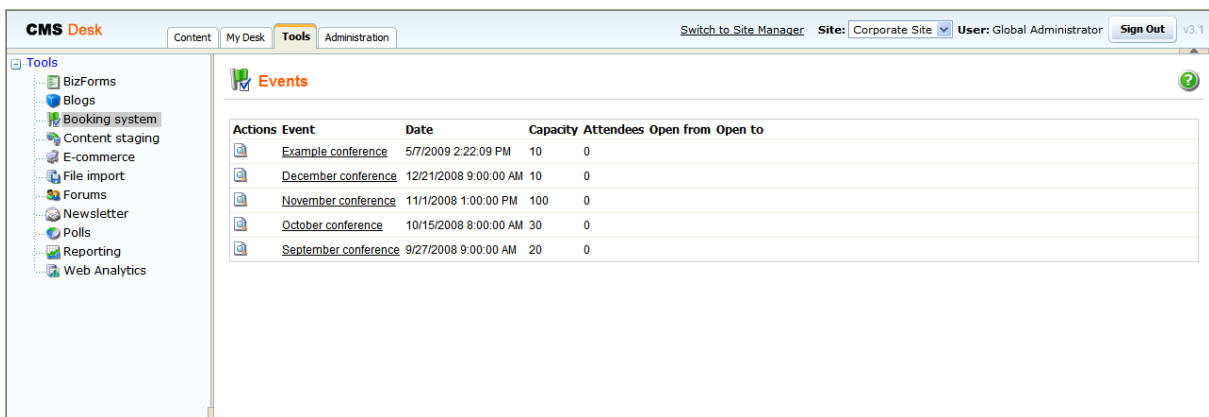 CMS Desk Content My Desk Tools Administration Switch to Site Manager Site: Corporate Site User: Global Administrator Sign Out v3.1
Tools
BizForms
Blogs
Booking system
Content staging
E-commerce
File import
Forums
Newsletter
Polls
Reporting
Web Analytics
Events
Actions Event Date Capacity Attendees Open from Open to
Example conference 5/7/2009 2:22:09 PM 10 0
December conference 12/21/2008 9:00:00 AM 10 0
November conference 11/1/2008 1:00:00 PM 100 0
October conference 10/15/2008 8:00:00 AM 30 0
September conference 9/27/2008 9:00:00 AM 20 0